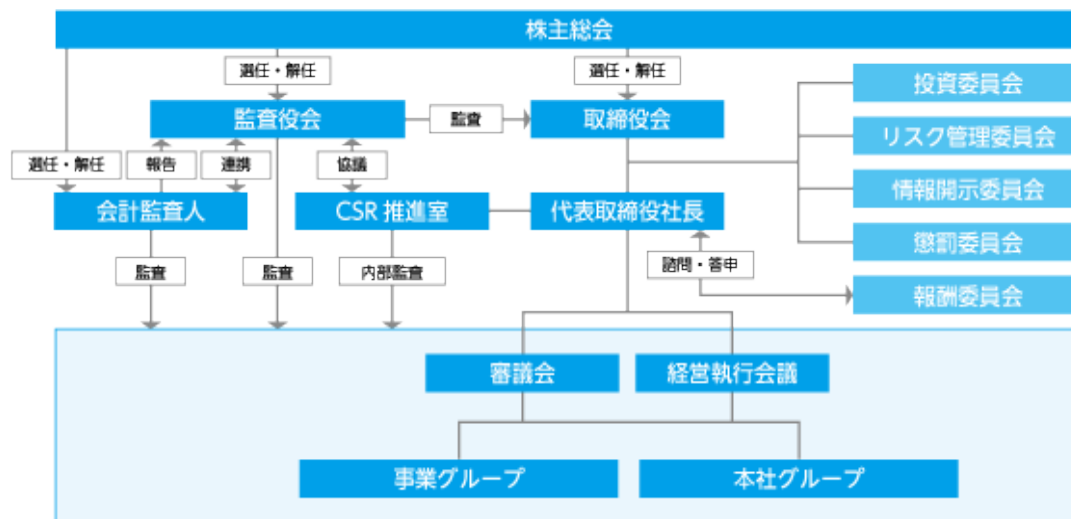 株主総会
選任・解任
選任・解任
投資委員会
監査役会
監査
取締役会
リスク管理委員会
選任・解任
報告
連携
協議
情報開示委員会
会計監査人
CSR 推進室
代表取締役社長
懲罰委員会
監査
監査
内部監査
諮問・答申
報酬委員会
審議会
経営執行会議
事業グループ
本社グループ